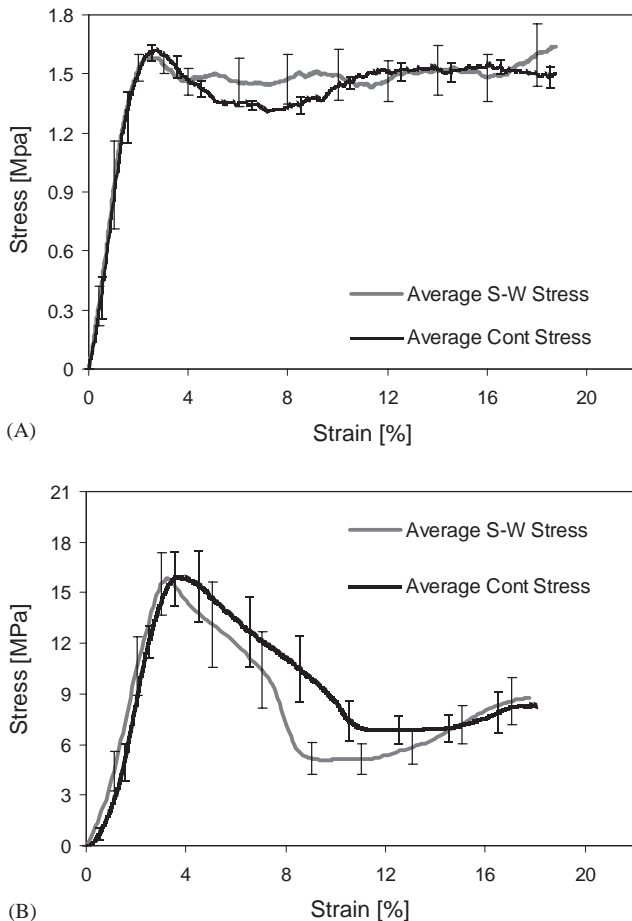 1.8
1.5
1.2
0.9
0.6
0.3
0
Stress [Mpa]
Average S-W Stress
Average Cont Stress
0 4 8 12 16 20
(A)
Strain [%]
21
18
15
12
9
6
3
0
Stress [MPa]
Average S-W Stress
Average Cont Stress
0 4 8 12 16 20
(B)
Strain [%]